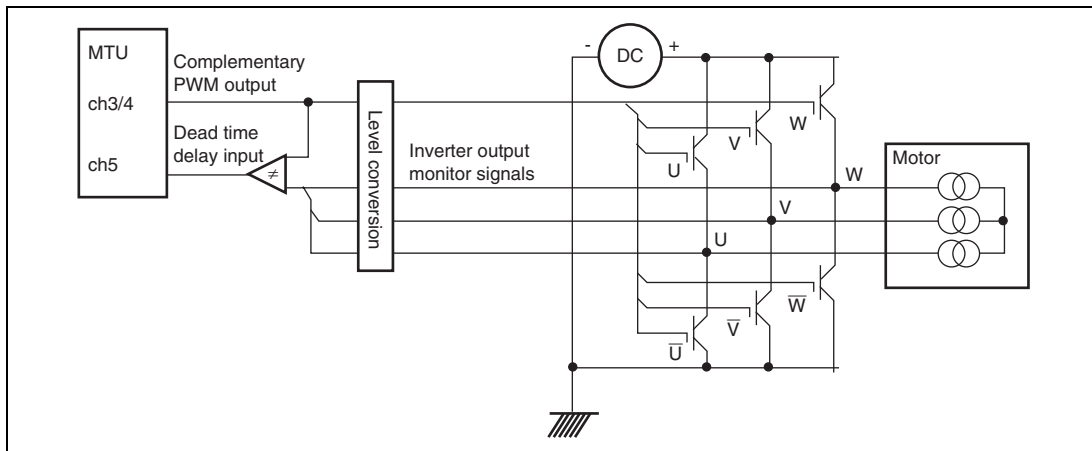 MTU
ch3/4
ch5
Complementary
PWM output
Dead time
delay input
≠
Level conversion
Inverter output
monitor signals
- DC +
W
V
U
W
V
U
W̅
V̅
U̅
Motor